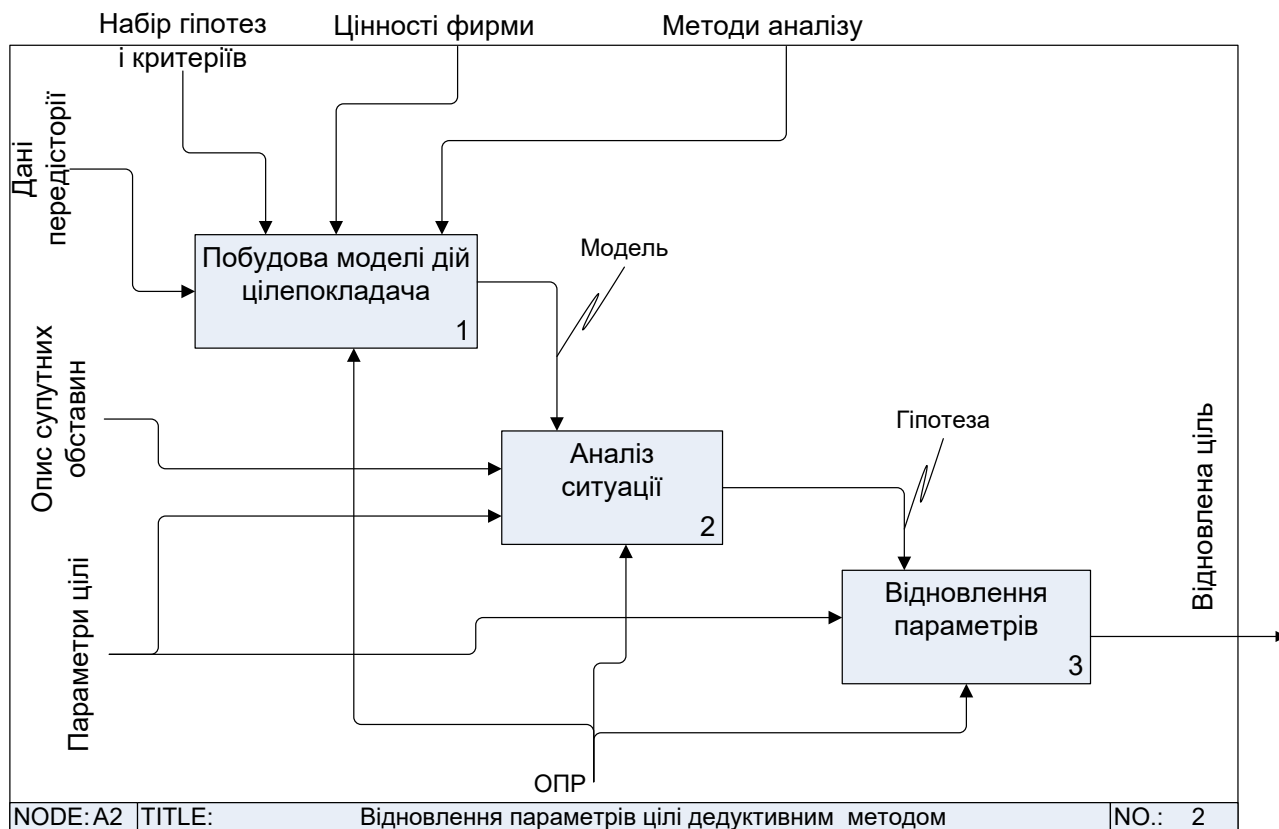 Набір гіпотез
і критеріїв
Цінності фирми
Методи аналізу
Дані
передісторії
Побудова моделі дій
цілепокладача
1
Модель
Опис супутних
обставин
Аналіз
ситуації
2
Гіпотеза
Параметри цілі
Відновлення
параметрів
3
Відновлена ціль
ОПР
NODE: A2 TITLE: Відновлення параметрів цілі дедуктивним методом NO.: 2